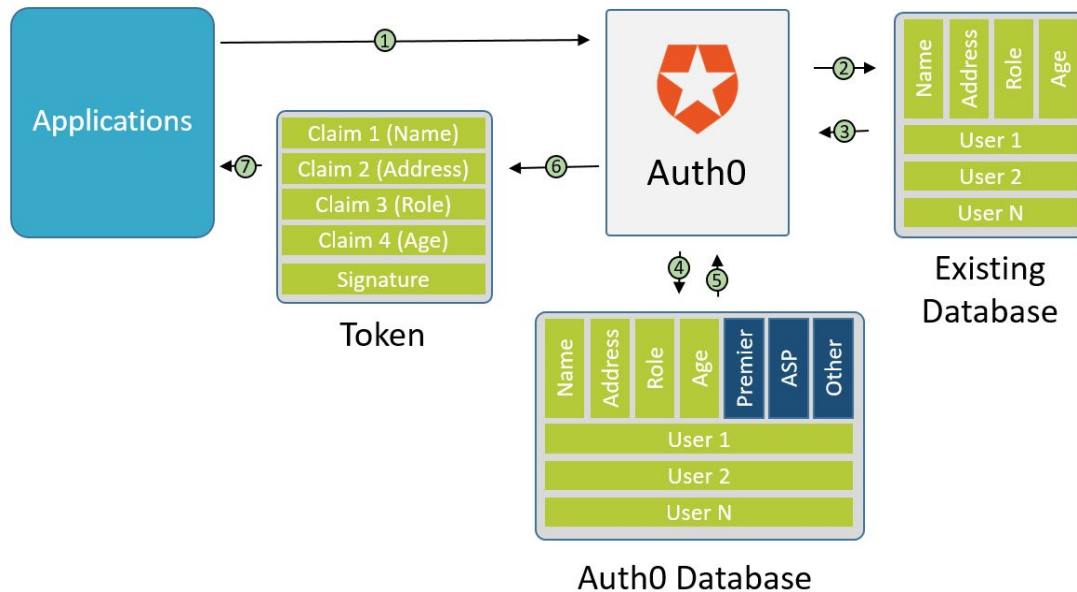 Applications
1
Auth0
2
3
Name
Address
Role
Age
User 1
User 2
User N
Existing
Database
Claim 1 (Name)
Claim 2 (Address)
Claim 3 (Role)
Claim 4 (Age)
Signature
Token
7
6
4
5
Name
Address
Role
Age
Premier
ASP
Other
User 1
User 2
User N
Auth0 Database